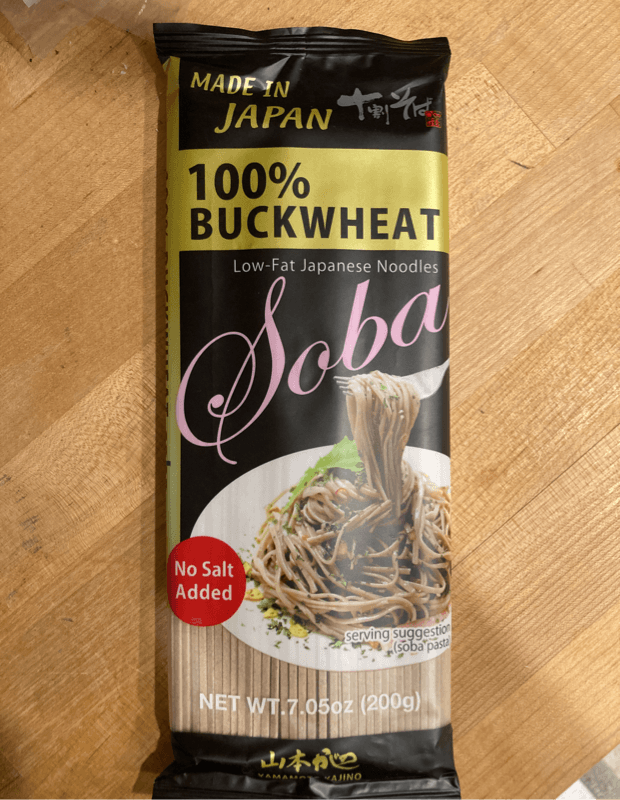 MADE IN
JAPAN
十割そば
100%
BUCKWHEAT
Low-Fat Japanese Noodles
Soba
No Salt
Added
serving suggestion
(soba pasta)
NET WT.7.05oz (200g)
山本かじの
YAMAMOTO KAJINO